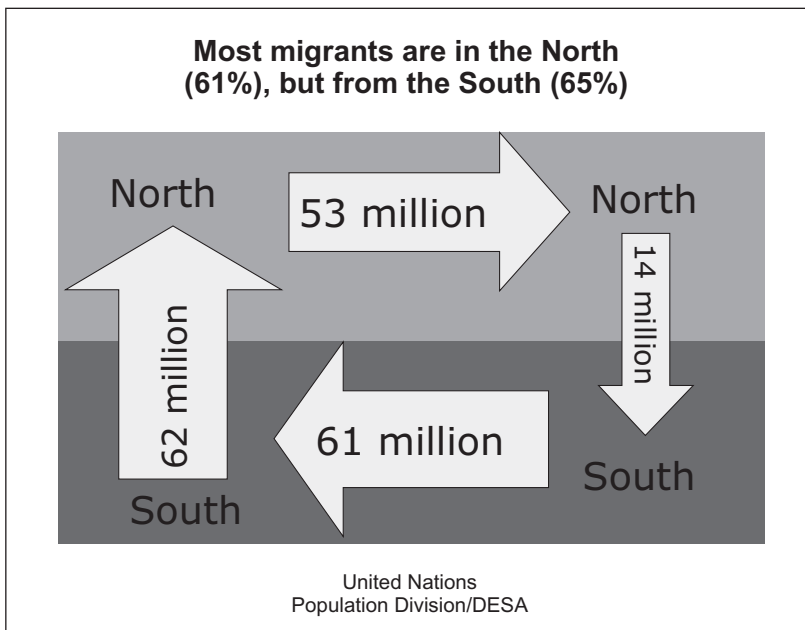 Most migrants are in the North
(61%), but from the South (65%)
North
53 million
North
14 million
62 million
61 million
South
South
United Nations
Population Division/DESA